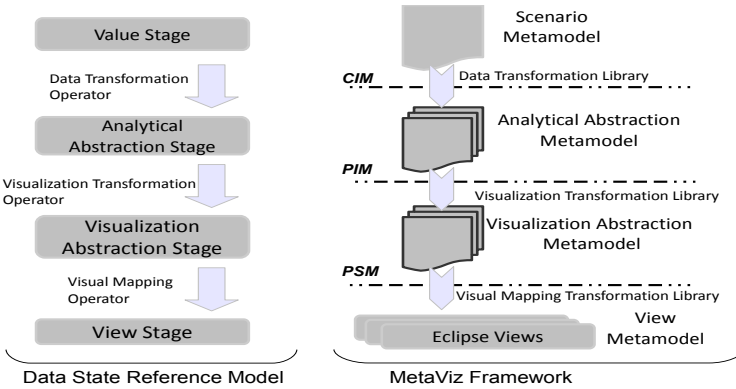 Value Stage
Data Transformation
Operator
Analytical
Abstraction Stage
Visualization Transformation
Operator
Visualization
Abstraction Stage
Visual Mapping
Operator
View Stage
Data State Reference Model
Scenario
Metamodel
CIM
Data Transformation Library
Analytical Abstraction
Metamodel
PIM
Visualization Transformation Library
Visualization Abstraction
Metamodel
PSM
Visual Mapping Transformation Library
View
Metamodel
Eclipse Views
MetaViz Framework